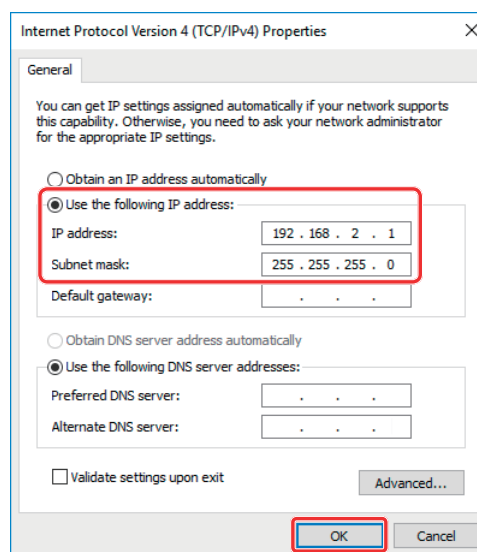 Internet Protocol Version 4 (TCP/IPv4) Properties
General
You can get IP settings assigned automatically if your network supports
this capability. Otherwise, you need to ask your network administrator
for the appropriate IP settings.
Obtain an IP address automatically
Use the following IP address:
IP address: 192 . 168 . 2 . 1
Subnet mask: 255 . 255 . 255 . 0
Default gateway: . . .
Obtain DNS server address automatically
Use the following DNS server addresses:
Preferred DNS server: . . .
Alternate DNS server: . . .
Validate settings upon exit
Advanced...
OK Cancel